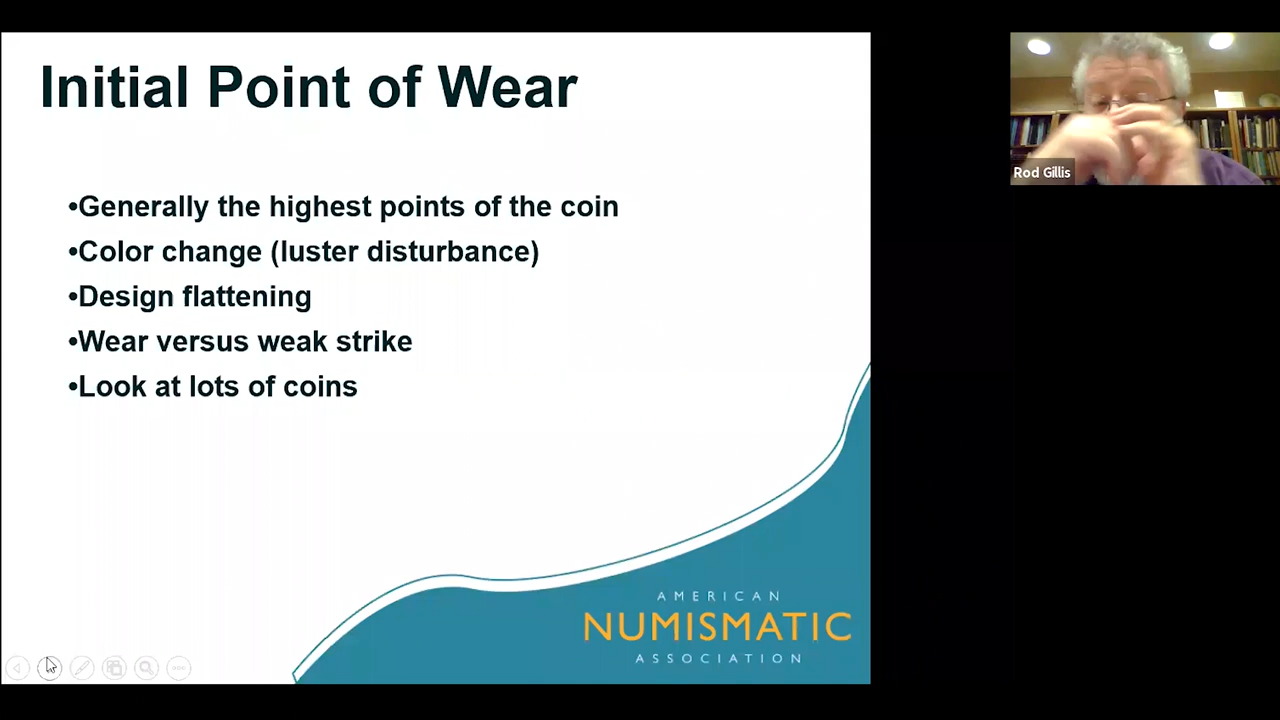 Initial Point of Wear
•Generally the highest points of the coin
•Color change (luster disturbance)
•Design flattening
•Wear versus weak strike
•Look at lots of coins
AMERICAN
NUMISMATIC
ASSOCIATION
Rod Gillis